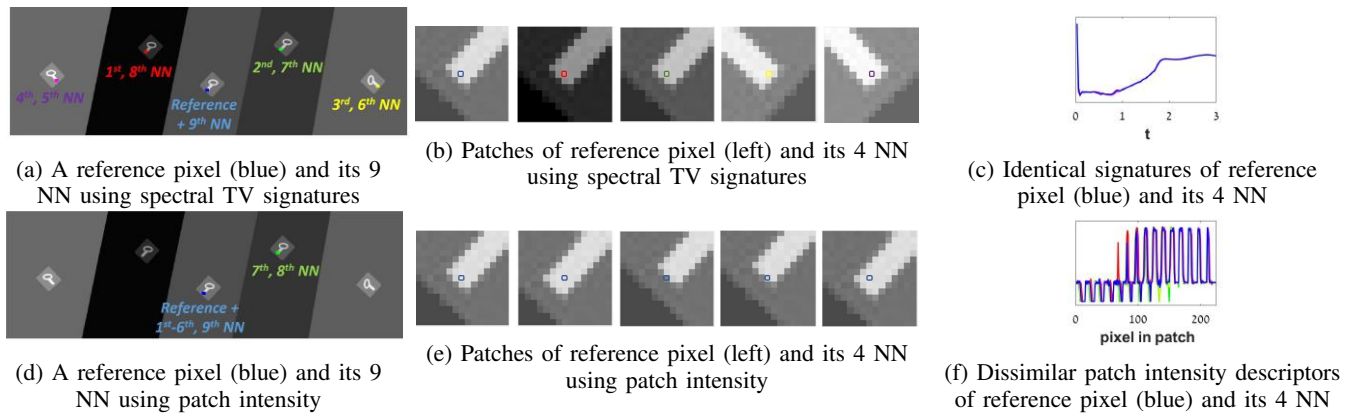 4th, 5th NN
1st, 8th NN
Reference
+ 9th NN
2nd, 7th NN
3rd, 6th NN
(a) A reference pixel (blue) and its 9
NN using spectral TV signatures
(b) Patches of reference pixel (left) and its 4 NN
using spectral TV signatures
0 1 2 3
t
(c) Identical signatures of reference
pixel (blue) and its 4 NN
Reference +
1st-6th, 9th NN
7th, 8th NN
(d) A reference pixel (blue) and its 9
NN using patch intensity
(e) Patches of reference pixel (left) and its 4 NN
using patch intensity
0 100 200
pixel in patch
(f) Dissimilar patch intensity descriptors
of reference pixel (blue) and its 4 NN